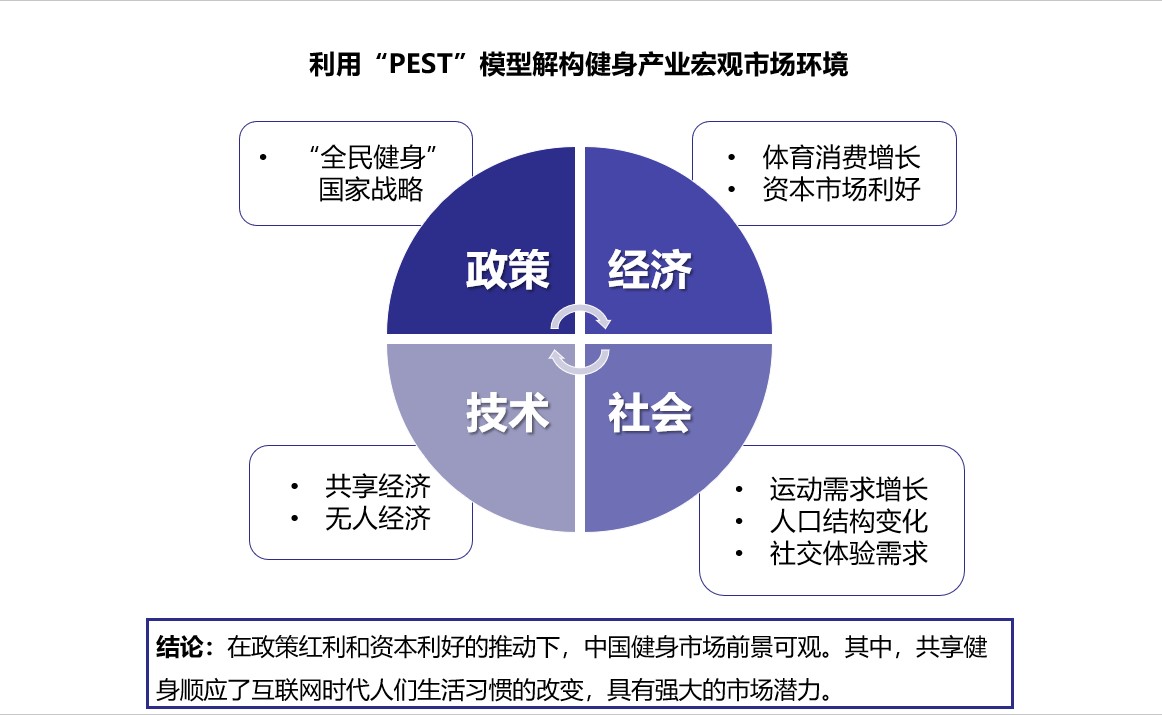 利用“PEST”模型解构健身产业宏观市场环境
• “全民健身”
国家战略
• 体育消费增长
• 资本市场利好
政策
经济
技术
社会
• 共享经济
• 无人经济
• 运动需求增长
• 人口结构变化
• 社交体验需求
结论：在政策红利和资本利好的推动下，中国健身市场前景可观。其中，共享健
身顺应了互联网时代人们生活习惯的改变，具有强大的市场潜力。